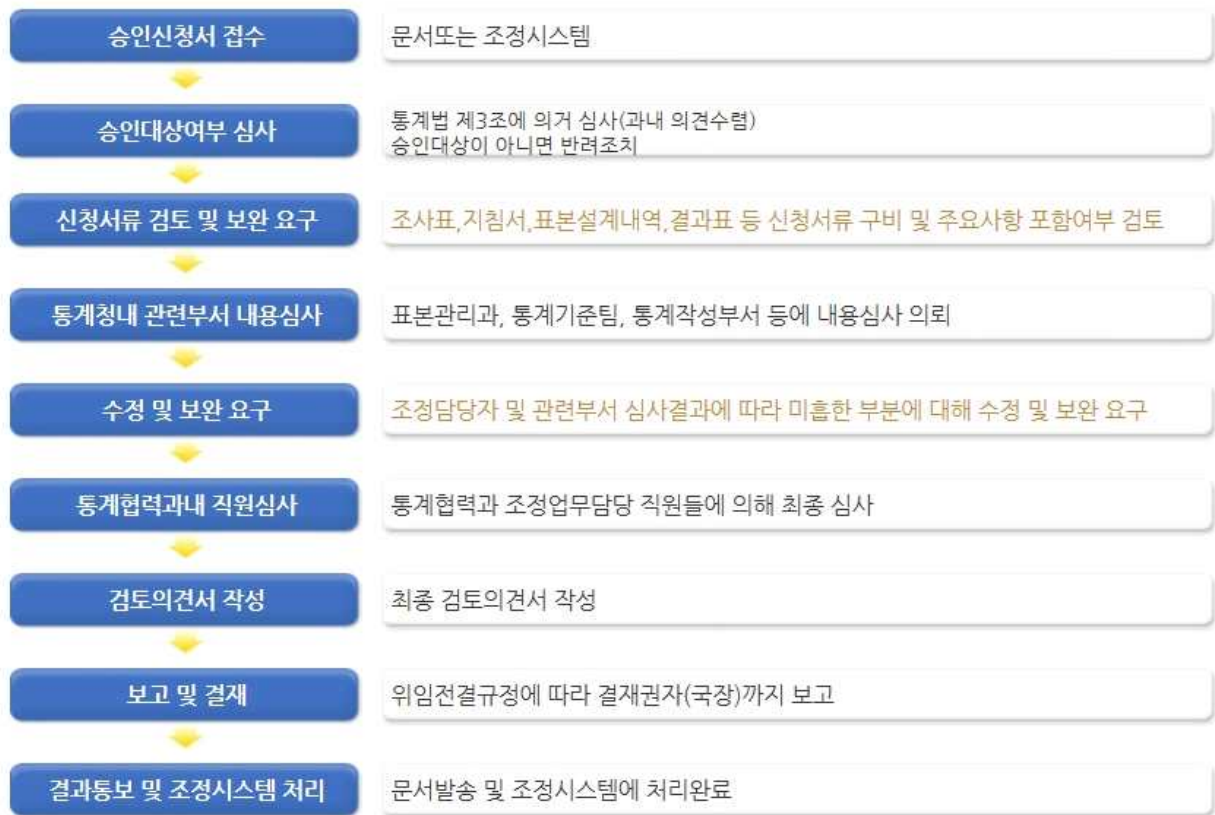 승인신청서 접수
문서또는 조정시스템
승인대상여부 심사
통계법 제3조에 의거 심사(과내 의견수렴)
승인대상이 아니면 반려조치
신청서류 검토 및 보완 요구
조사표,지침서,표본설계내역,결과표 등 신청서류 구비 및 주요사항 포함여부 검토
통계청내 관련부서 내용심사
표본관리과, 통계기준팀, 통계작성부서 등에 내용심사 의뢰
수정 및 보완 요구
조정담당자 및 관련부서 심사결과에 따라 미흡한 부분에 대해 수정 및 보완 요구
통계협력과내 직원심사
통계협력과 조정업무담당 직원들에 의해 최종 심사
검토의견서 작성
최종 검토의견서 작성
보고 및 결재
위임전결규정에 따라 결재권자(국장)까지 보고
결과통보 및 조정시스템 처리
문서발송 및 조정시스템에 처리완료